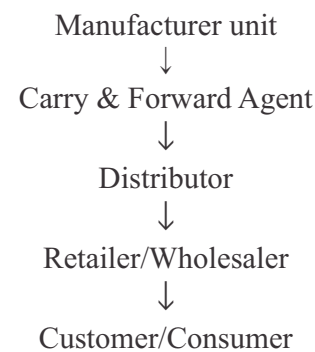 Manufacturer unit
↓
Carry & Forward Agent
↓
Distributor
↓
Retailer/Wholesaler
↓
Customer/Consumer